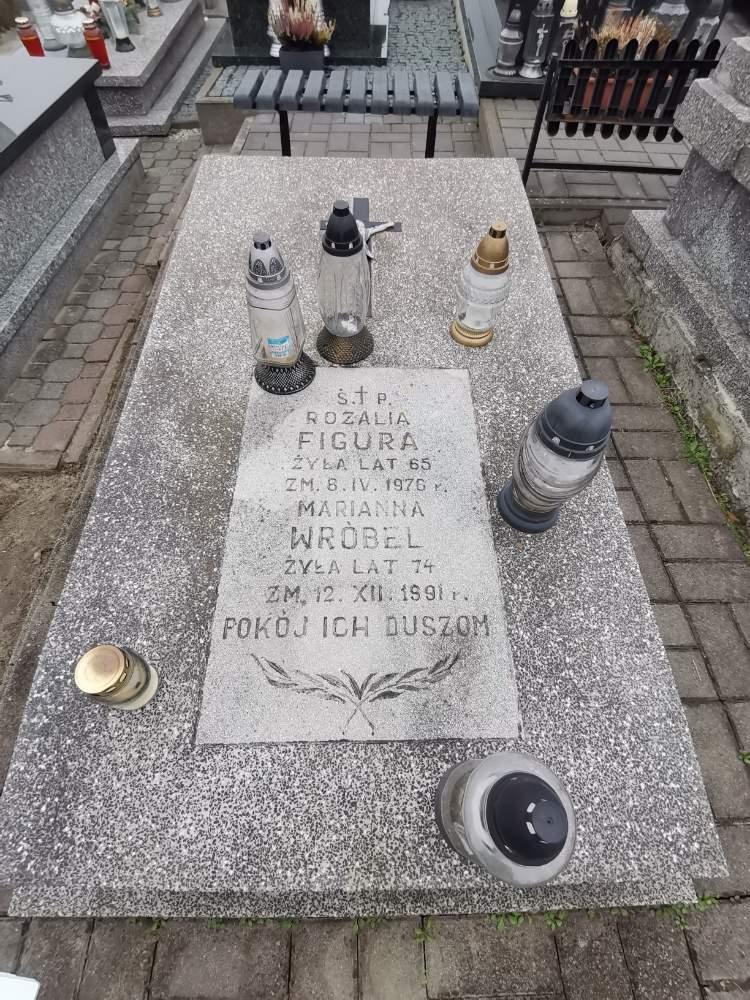 Ś.†P.
ROZALIA
FIGURA
ŻYŁA LAT 65
ZM. 8. IV. 1976 r.
MARIANNA
WRÒBEL
ŻYŁA LAT 74
ZM. 12. XII. 1991 r.
POKÓJ ICH DUSZOM